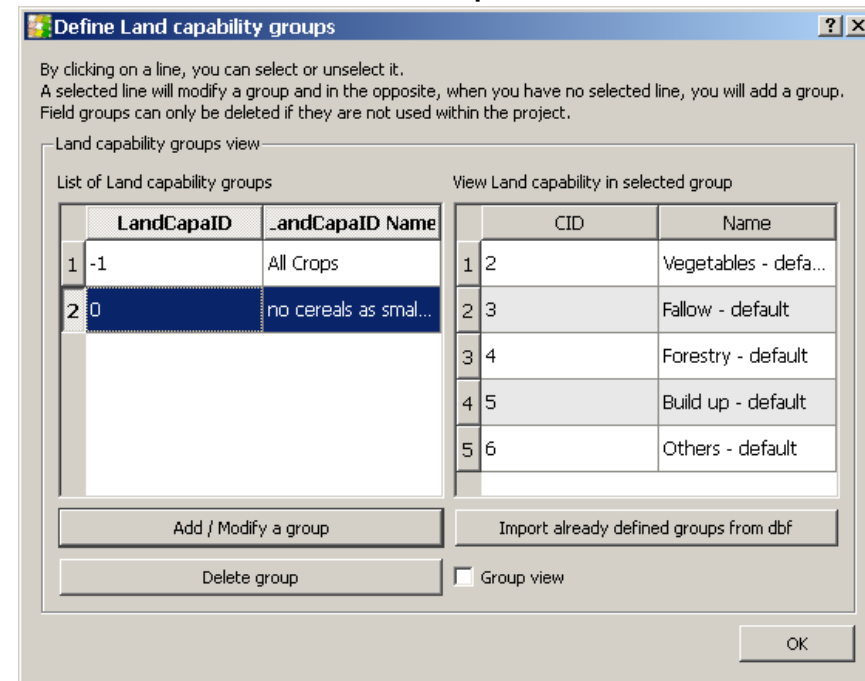 Define Land capability groups
By clicking on a line, you can select or unselect it.
A selected line will modify a group and in the opposite, when you have no selected line, you will add a group.
Field groups can only be deleted if they are not used within the project.
Land capability groups view
List of Land capability groups
LandCapaID LandCapaID Name
1 -1 All Crops
2 0 no cereals as smal...
Add / Modify a group
Delete group
View Land capability in selected group
CID Name
1 2 Vegetables - defa...
2 3 Fallow - default
3 4 Forestry - default
4 5 Build up - default
5 6 Others - default
Import already defined groups from dbf
Group view
OK